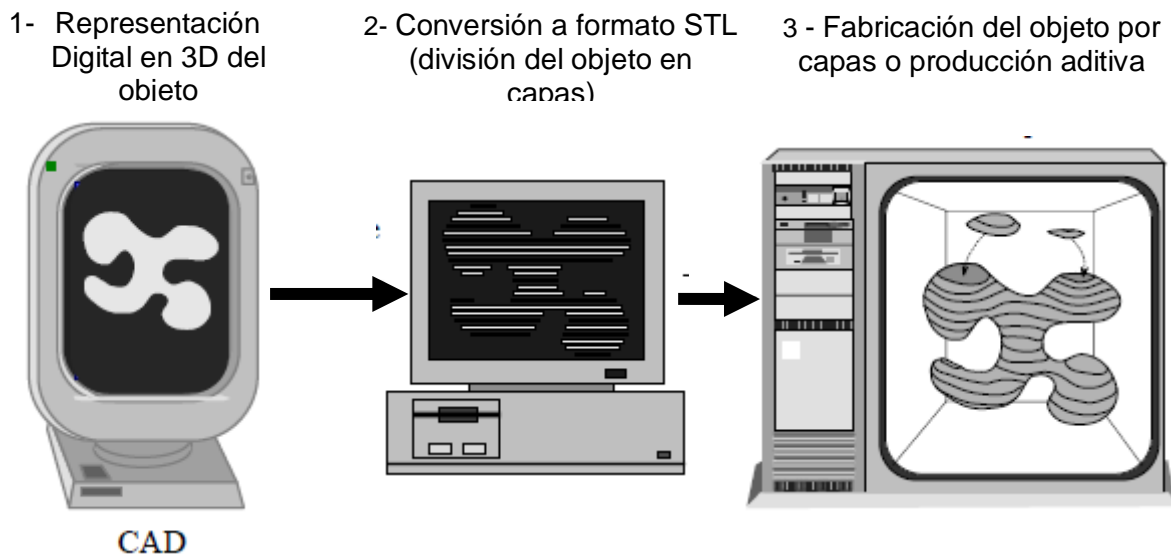 1- Representación
Digital en 3D del
objeto
2- Conversión a formato STL
(división del objeto en
capas)
3 - Fabricación del objeto por
capas o producción aditiva
CAD